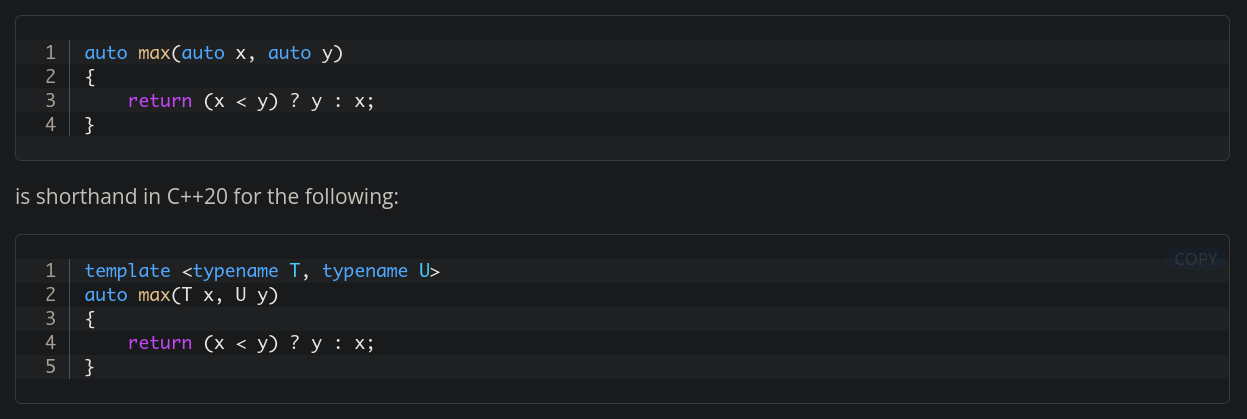 1 auto max(auto x, auto y)
2 {
3     return (x < y) ? y : x;
4 }
is shorthand in C++20 for the following:
COPY
1 template <typename T, typename U>
2 auto max(T x, U y)
3 {
4     return (x < y) ? y : x;
5 }